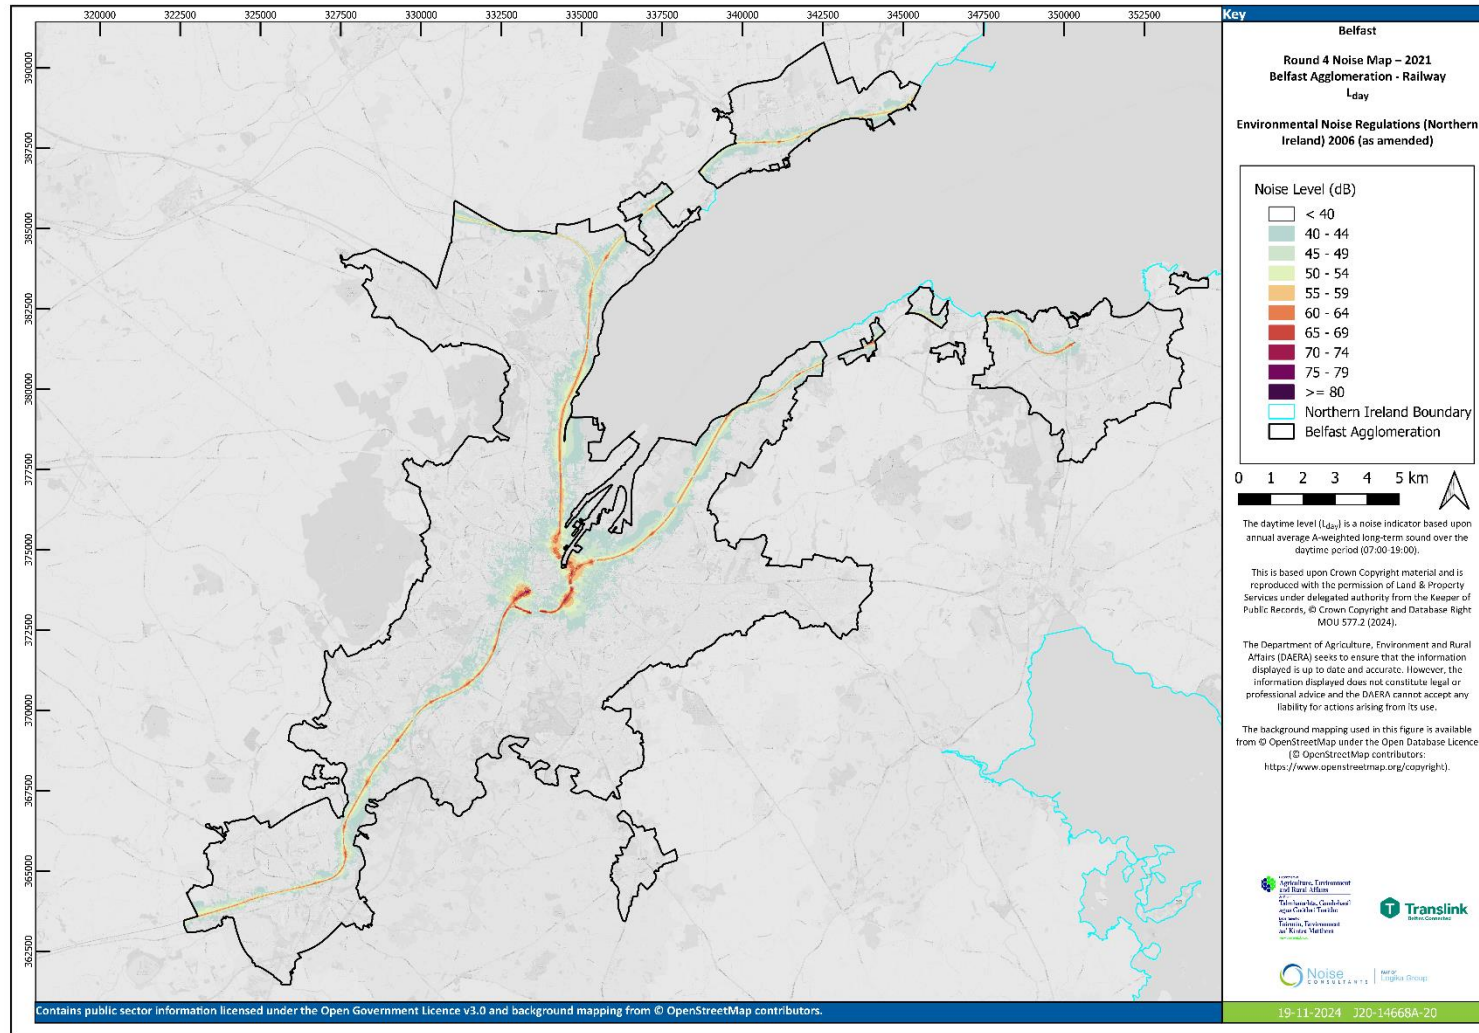 320000 322500 325000 327500 330000 332500 335000 337500 340000 342500 345000 347500 350000 352500
390000
387500
385000
382500
380000
377500
375000
372500
370000
367500
365000
362500
Key
Belfast
Round 4 Noise Map – 2021
Belfast Agglomeration - Railway
Lday
Environmental Noise Regulations (Northern
Ireland) 2006 (as amended)
Noise Level (dB)
< 40
40 - 44
45 - 49
50 - 54
55 - 59
60 - 64
65 - 69
70 - 74
75 - 79
>= 80
Northern Ireland Boundary
Belfast Agglomeration
0 1 2 3 4 5 km
The daytime level (Lday) is a noise indicator based upon
annual average A-weighted long-term sound over the
daytime period (07:00-19:00).
This is based upon Crown Copyright material and is
reproduced with the permission of Land & Property
Services under delegated authority from the Keeper of
Public Records, © Crown Copyright and Database Right
MOU 577.2 (2024).
The Department of Agriculture, Environment and Rural
Affairs (DAERA) seeks to ensure that the information
displayed is up to date and accurate. However, the
information displayed does not constitute legal or
professional advice and the DAERA cannot accept any
liability for actions arising from its use.
The background mapping used in this figure is available
from © OpenStreetMap under the Open Database Licence
(© OpenStreetMap contributors:
https://www.openstreetmap.org/copyright).
Agriculture, Environment
and Rural Affairs
Translink
Noise
CONSULTANTS
PART OF
Logika Group
Contains public sector information licensed under the Open Government Licence v3.0 and background mapping from © OpenStreetMap contributors.
19-11-2024 J20-14668A-20